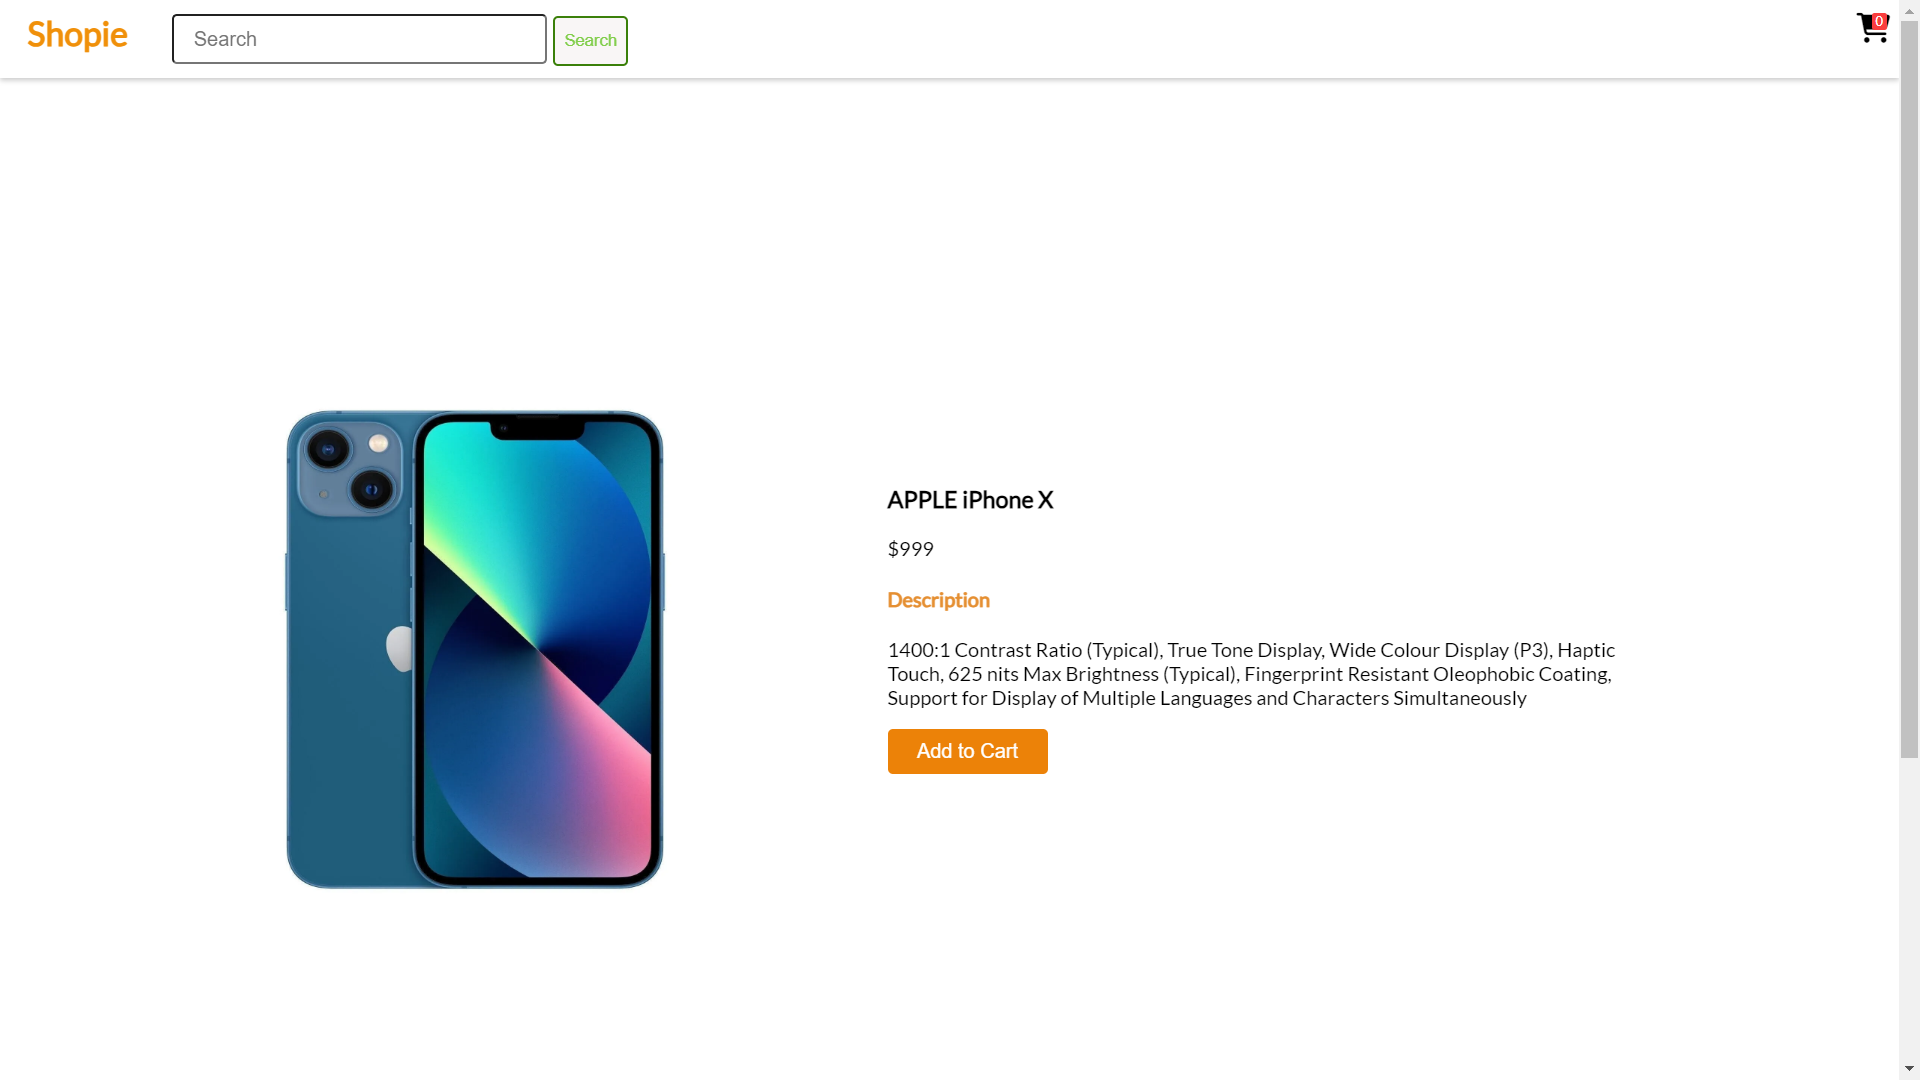 Shopie
Search
Search
0
APPLE iPhone X
$999
Description
1400:1 Contrast Ratio (Typical), True Tone Display, Wide Colour Display (P3), Haptic
Touch, 625 nits Max Brightness (Typical), Fingerprint Resistant Oleophobic Coating,
Support for Display of Multiple Languages and Characters Simultaneously
Add to Cart